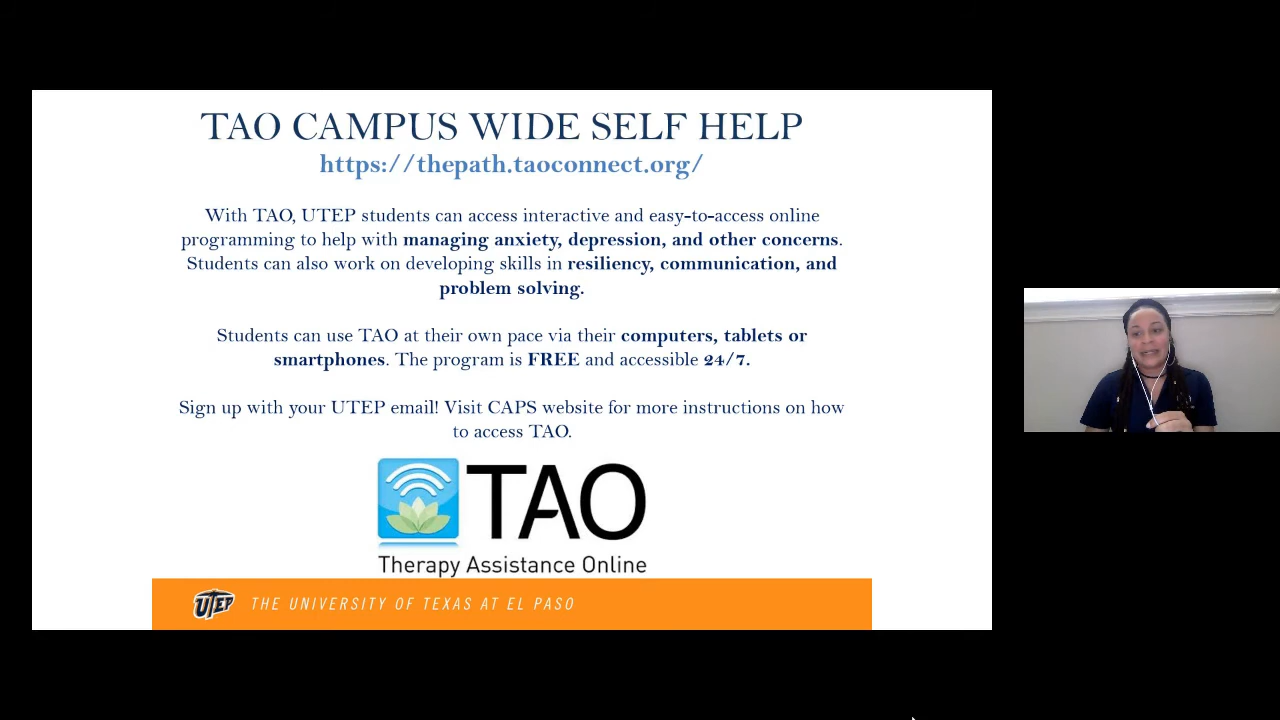 TAO CAMPUS WIDE SELF HELP
https://thepath.taoconnect.org/
With TAO, UTEP students can access interactive and easy-to-access online
programming to help with managing anxiety, depression, and other concerns.
Students can also work on developing skills in resiliency, communication, and
problem solving.
Students can use TAO at their own pace via their computers, tablets or
smartphones. The program is FREE and accessible 24/7.
Sign up with your UTEP email! Visit CAPS website for more instructions on how
to access TAO.
TAO
Therapy Assistance Online
UTEP THE UNIVERSITY OF TEXAS AT EL PASO